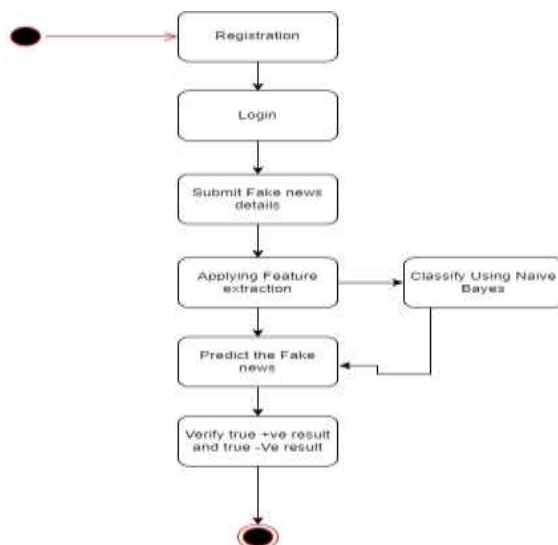 Registration
Login
Submit Fake news
details
Applying Feature
extraction
Classify Using Naive
Bayes
Predict the Fake
news
Verify true +ve result
and true -Ve result